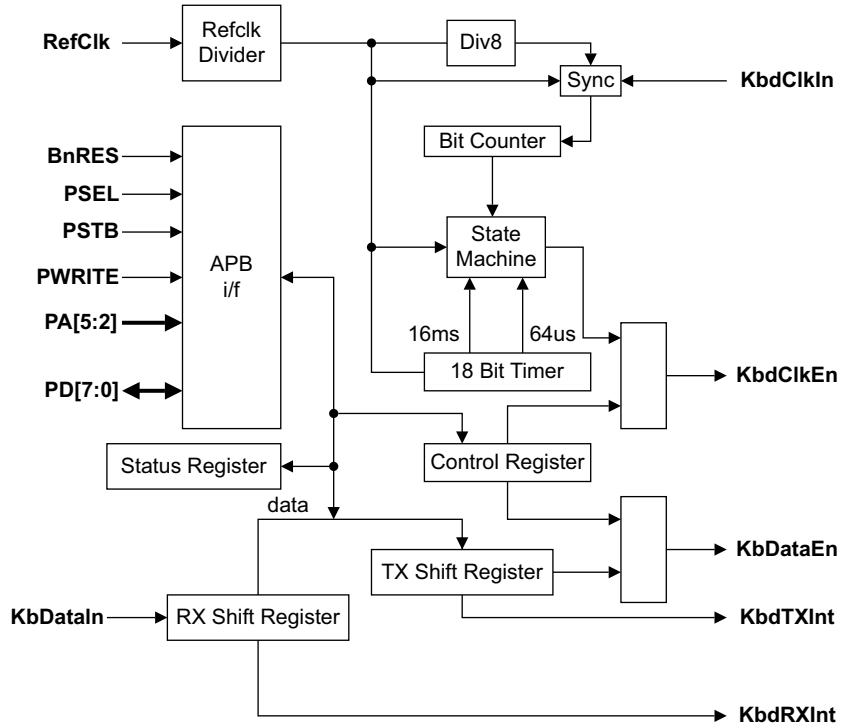 RefClk
Refclk
Divider
Div8
Sync
KbdClkIn
Bit Counter
BnRES
PSEL
PSTB
PWRITE
PA[5:2]
PD[7:0]
APB
i/f
State
Machine
16ms
64us
18 Bit Timer
KbdClkEn
Status Register
Control Register
data
TX Shift Register
KbDataEn
KbDataIn
RX Shift Register
KbdTXInt
KbdRXInt